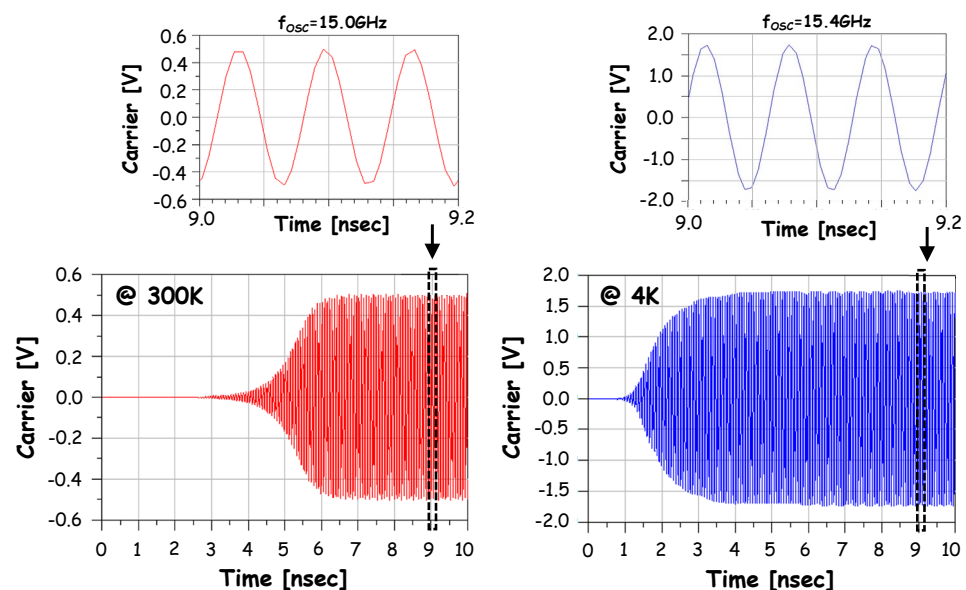 fOSC=15.0GHz
0.6
0.4
0.2
0.0
-0.2
-0.4
-0.6
Carrier [V]
9.0
9.2
Time [nsec]
fOSC=15.4GHz
2.0
1.0
0.0
-1.0
-2.0
Carrier [V]
9.0
9.2
Time [nsec]
@ 300K
0.6
0.4
0.2
0.0
-0.2
-0.4
-0.6
Carrier [V]
0 1 2 3 4 5 6 7 8 9 10
Time [nsec]
@ 4K
2.0
1.5
1.0
0.5
0.0
-0.5
-1.0
-1.5
-2.0
Carrier [V]
0 1 2 3 4 5 6 7 8 9 10
Time [nsec]